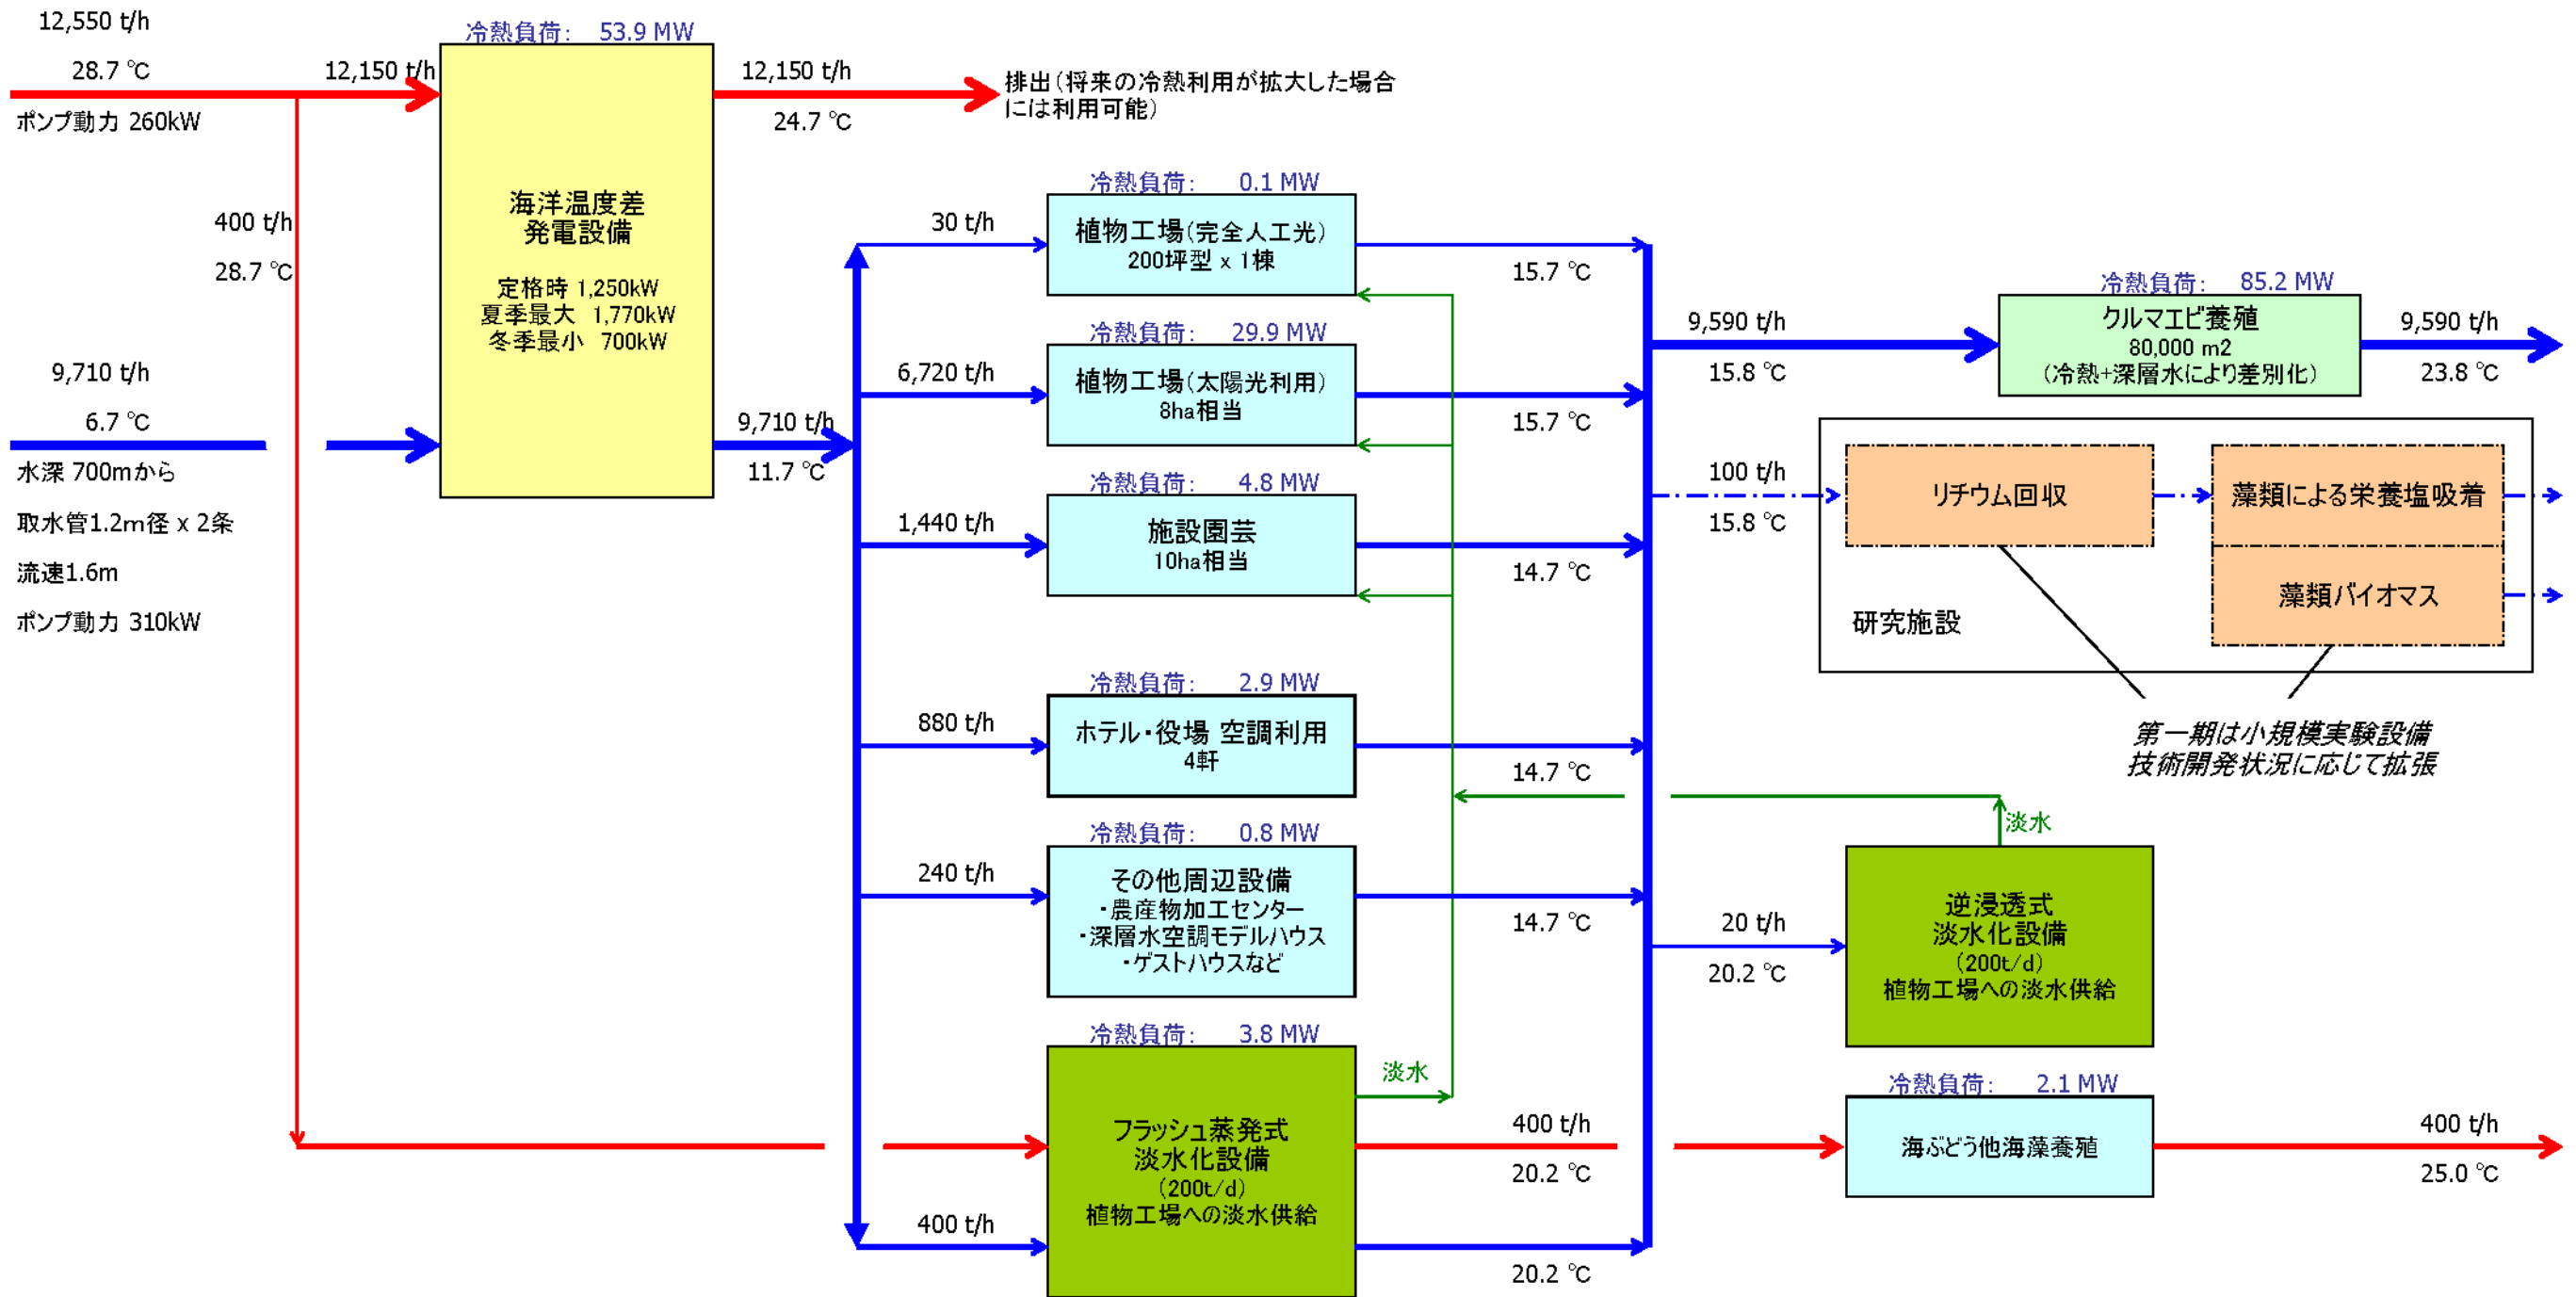 12,550 t/h
28.7 ℃
ポンプ動力 260kW
12,150 t/h
400 t/h
28.7 ℃
9,710 t/h
6.7 ℃
水深 700mから
取水管1.2m径 x 2条
流速1.6m
ポンプ動力 310kW
冷熱負荷: 53.9 MW
海洋温度差
発電設備
定格時 1,250kW
夏季最大 1,770kW
冬季最小 700kW
12,150 t/h
24.7 ℃
排出(将来の冷熱利用が拡大した場合
には利用可能)
9,710 t/h
11.7 ℃
冷熱負荷: 0.1 MW
30 t/h
植物工場(完全人工光)
200坪型 x 1棟
15.7 ℃
冷熱負荷: 29.9 MW
6,720 t/h
植物工場(太陽光利用)
8ha相当
15.7 ℃
冷熱負荷: 4.8 MW
1,440 t/h
施設園芸
10ha相当
14.7 ℃
冷熱負荷: 2.9 MW
880 t/h
ホテル・役場 空調利用
4軒
14.7 ℃
冷熱負荷: 0.8 MW
240 t/h
その他周辺設備
・農産物加工センター
・深層水空調モデルハウス
・ゲストハウスなど
14.7 ℃
冷熱負荷: 3.8 MW
フラッシュ蒸発式
淡水化設備
(200t/d)
植物工場への淡水供給
400 t/h
淡水
400 t/h
20.2 ℃
20.2 ℃
9,590 t/h
15.8 ℃
冷熱負荷: 85.2 MW
クルマエビ養殖
80,000 m2
(冷熱+深層水により差別化)
9,590 t/h
23.8 ℃
100 t/h
15.8 ℃
リチウム回収
藻類による栄養塩吸着
藻類バイオマス
研究施設
第一期は小規模実験設備
技術開発状況に応じて拡張
淡水
20 t/h
20.2 ℃
逆浸透式
淡水化設備
(200t/d)
植物工場への淡水供給
冷熱負荷: 2.1 MW
海ぶどう他海藻養殖
400 t/h
25.0 ℃